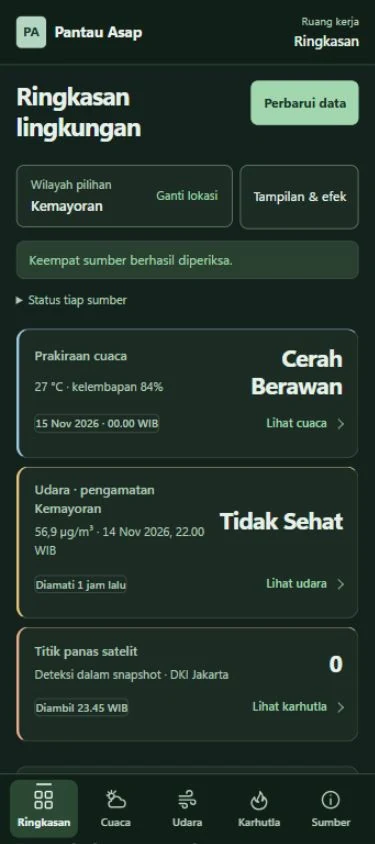 PA
Pantau Asap
Ruang kerja
Ringkasan
Ringkasan
lingkungan
Perbarui data
Wilayah pilihan
Kemayoran
Ganti lokasi
Tampilan & efek
Keempat sumber berhasil diperiksa.
Status tiap sumber
Prakiraan cuaca
Cerah
Berawan
27 °C · kelembapan 84%
15 Nov 2026 · 00.00 WIB
Lihat cuaca
Udara · pengamatan
Kemayoran
56,9 µg/m³ · 14 Nov 2026, 22.00
WIB
Tidak Sehat
Diamati 1 jam lalu
Lihat udara
Titik panas satelit
Deteksi dalam snapshot · DKI Jakarta
0
Diambil 23.45 WIB
Lihat karhutla
Ringkasan
Cuaca
Udara
Karhutla
Sumber